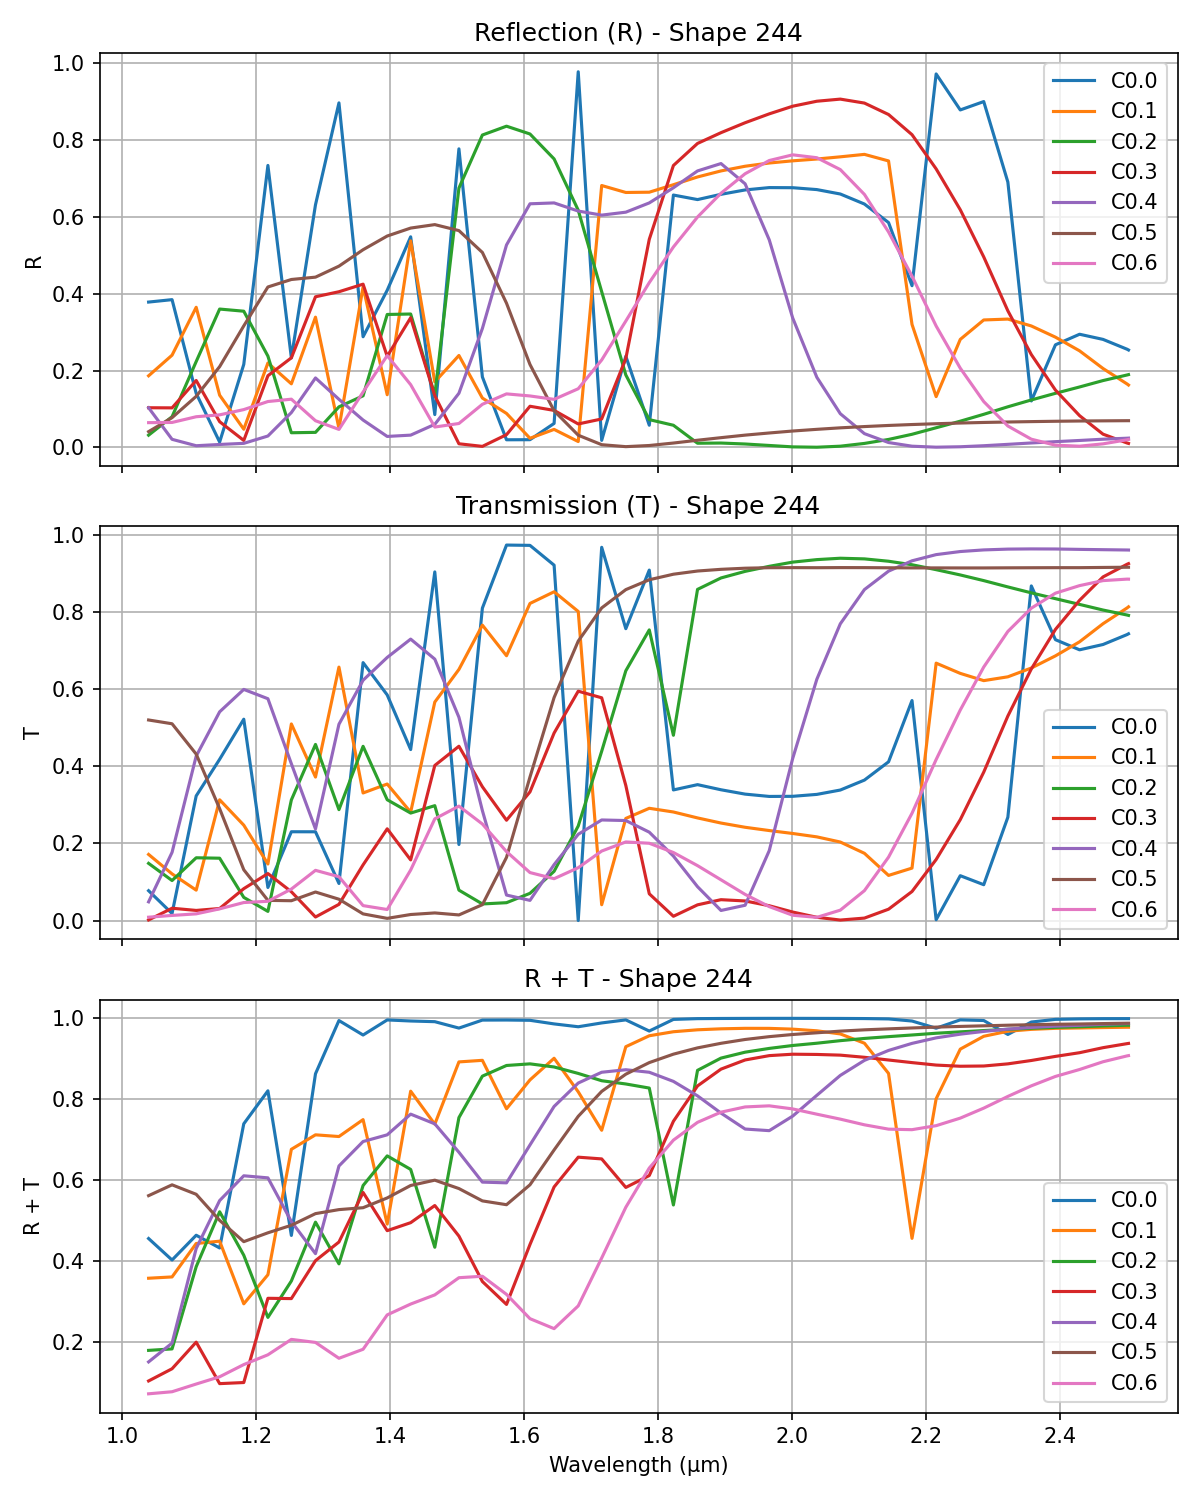 Reflection (R) - Shape 244
1.0
0.8
0.6
0.4
0.2
0.0
R
C0.0
C0.1
C0.2
C0.3
C0.4
C0.5
C0.6
Transmission (T) - Shape 244
1.0
0.8
0.6
0.4
0.2
0.0
T
C0.0
C0.1
C0.2
C0.3
C0.4
C0.5
C0.6
R + T - Shape 244
1.0
0.8
0.6
0.4
0.2
R + T
C0.0
C0.1
C0.2
C0.3
C0.4
C0.5
C0.6
1.0 1.2 1.4 1.6 1.8 2.0 2.2 2.4
Wavelength (μm)